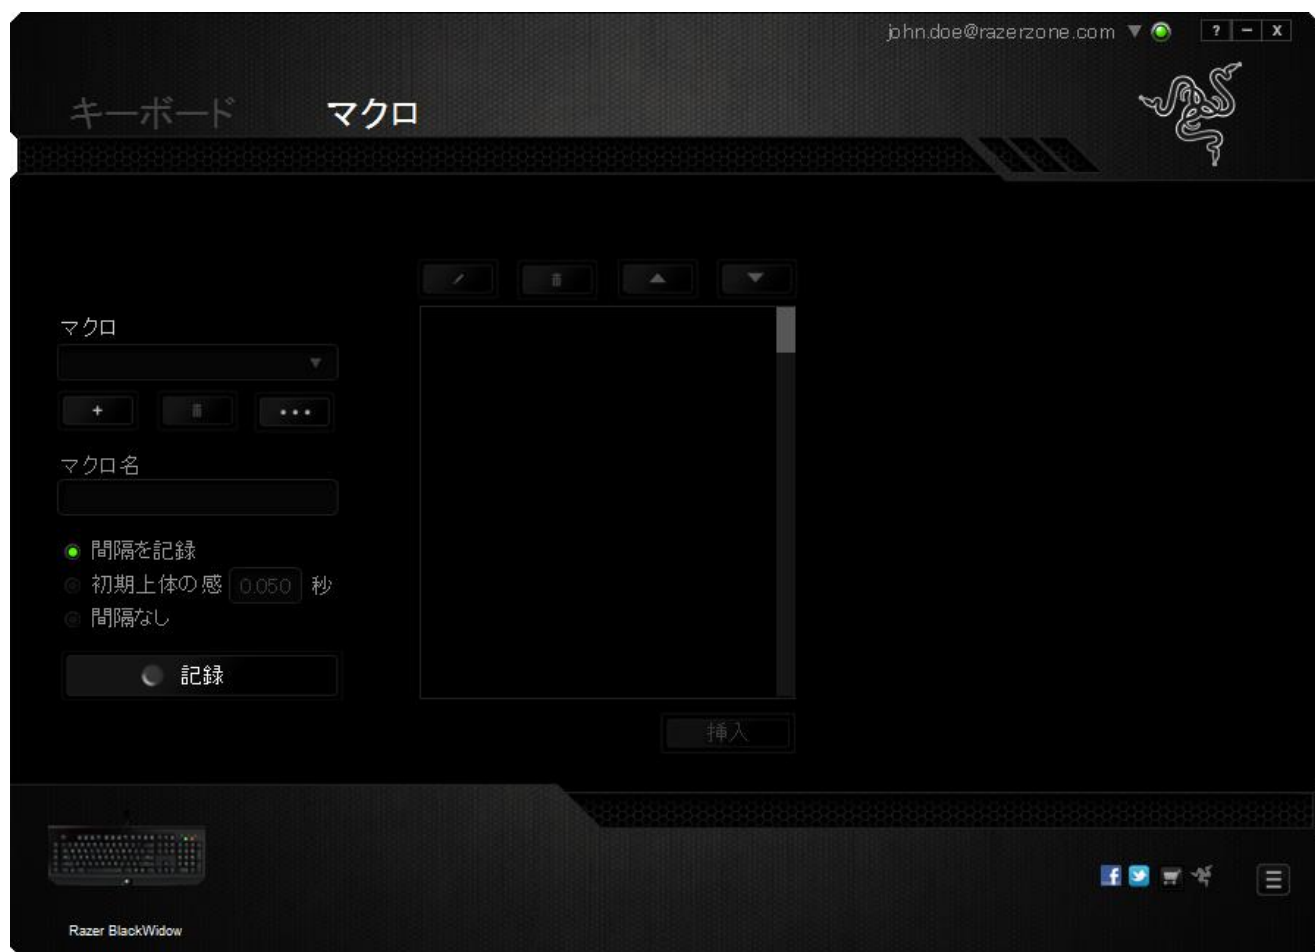 john.doe@razerzone.com
? – X
キーボード マクロ
マクロ
マクロ名
間隔を記録
初期上体の感 0.050 秒
間隔なし
記録
挿入
Razer BlackWidow